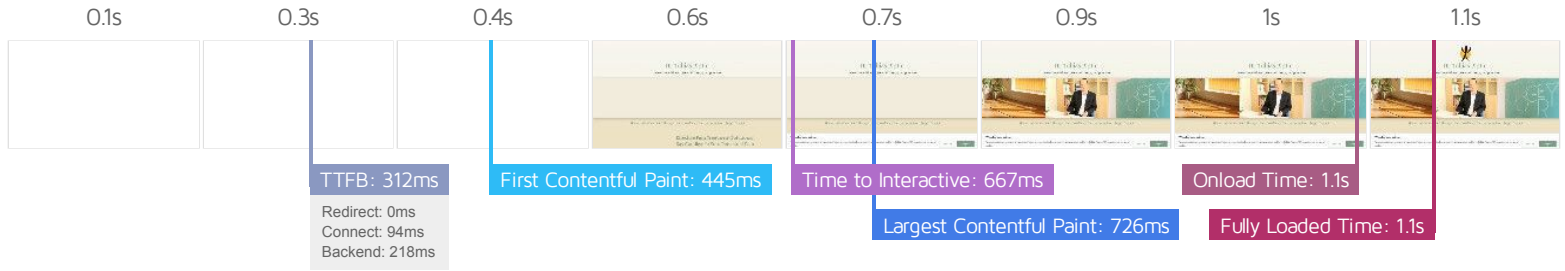 0.1s
0.3s
0.4s
0.6s
0.7s
0.9s
1s
1.1s
TTFB: 312ms
First Contentful Paint: 445ms
Time to Interactive: 667ms
Onload Time: 1.1s
Redirect: 0ms
Connect: 94ms
Backend: 218ms
Largest Contentful Paint: 726ms
Fully Loaded Time: 1.1s